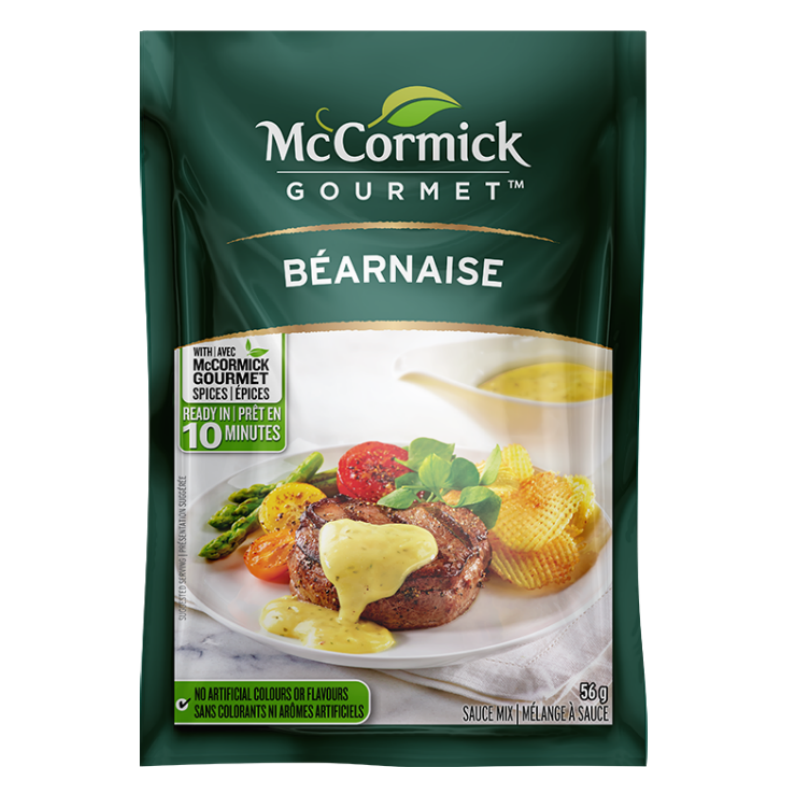 McCormick
GOURMET™
BÉARNAISE
WITH | AVEC
McCORMICK
GOURMET
SPICES | ÉPICES
READY IN | PRÊT EN
10 MINUTES
SUGGESTED SERVING | PRÉSENTATION SUGGÉRÉE
NO ARTIFICIAL COLOURS OR FLAVOURS
SANS COLORANTS NI ARÔMES ARTIFICIELS
56 g
SAUCE MIX | MÉLANGE À SAUCE